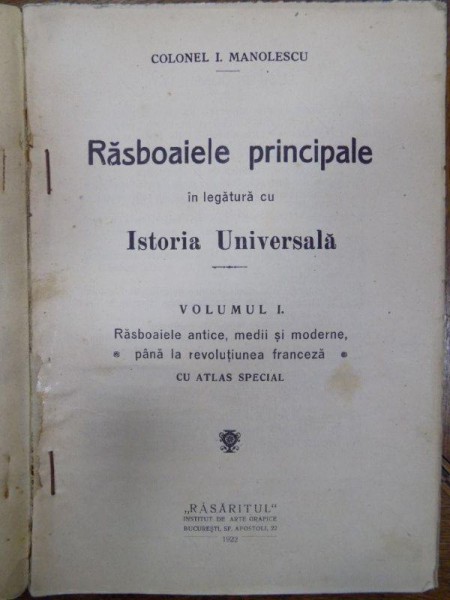 COLONEL I. MANOLESCU
Răsboaiele principale
în legătură cu
Istoria Universală
VOLUMUL I.
Răsboaiele antice, medii și moderne,
* până la revoluțiunea franceză *
CU ATLAS SPECIAL
„RĂSĂRITUL"
INSTITUT DE ARTE GRAFICE
BUCUREȘTI, SF. APOSTOLI, 27